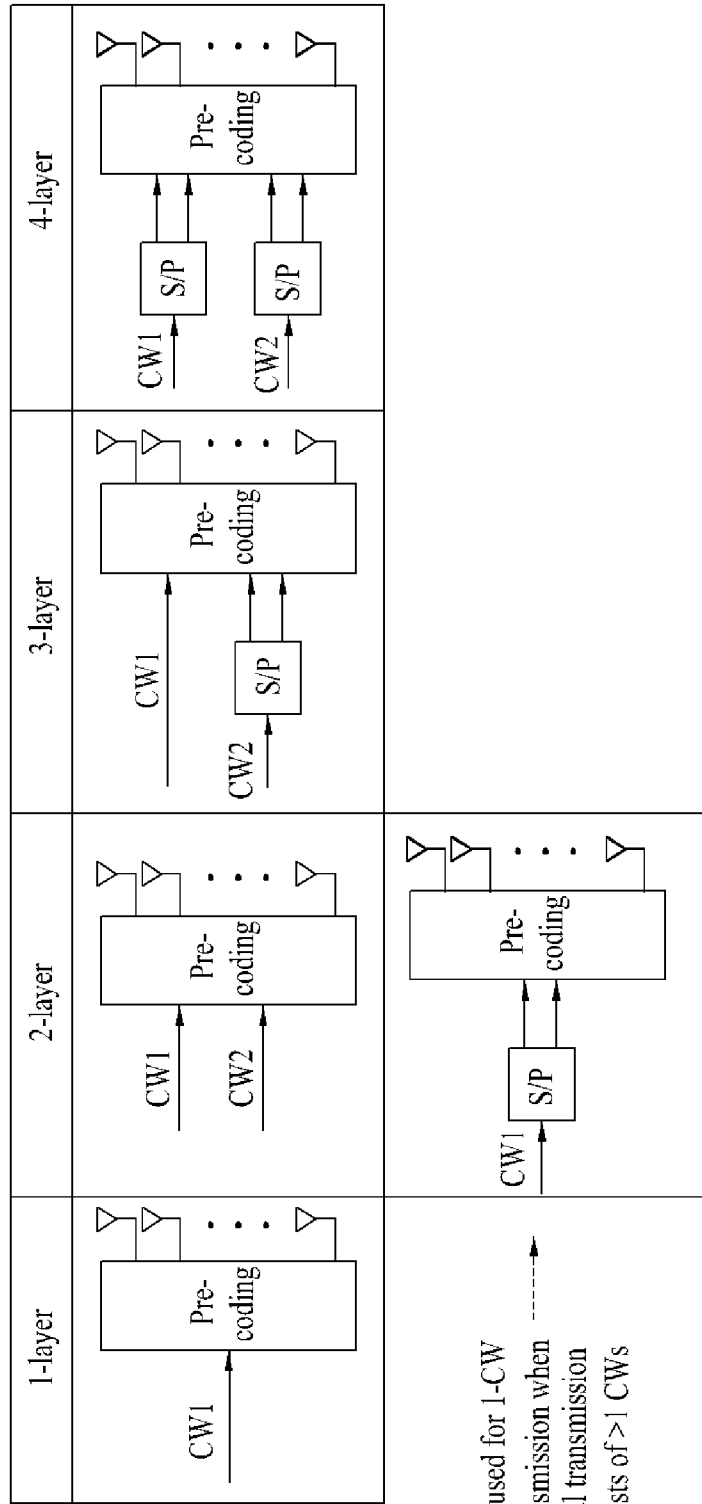 1-layer
2-layer
3-layer
4-layer
CW1
Pre-
coding
CW1
CW2
Pre-
coding
CW1
CW2
S/P
Pre-
coding
CW1
S/P
CW2
S/P
Pre-
coding
used for 1-CW
smission when
l transmission
sts of >1 CWs
CW1
S/P
Pre-
coding